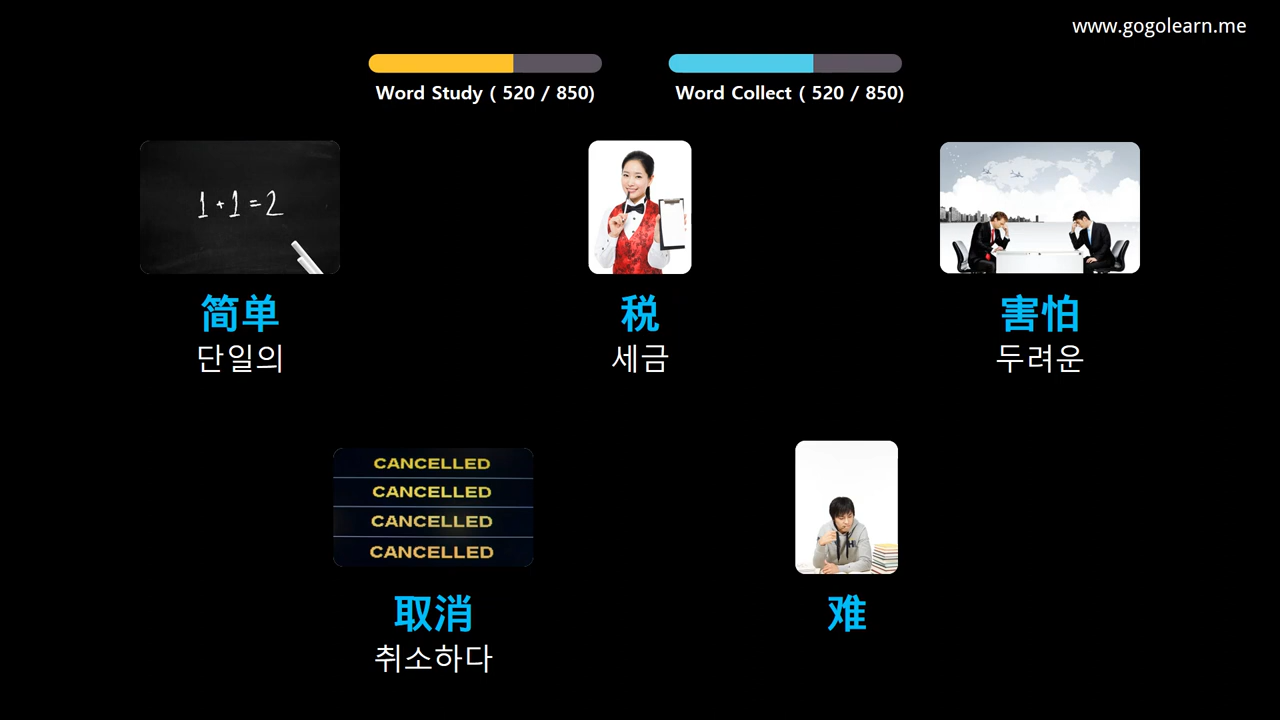 www.gogolearn.me
Word Study ( 520 / 850)
Word Collect ( 520 / 850)
1+1=2
简单
단일의
税
세금
害怕
두려운
CANCELLED
CANCELLED
CANCELLED
CANCELLED
取消
취소하다
难